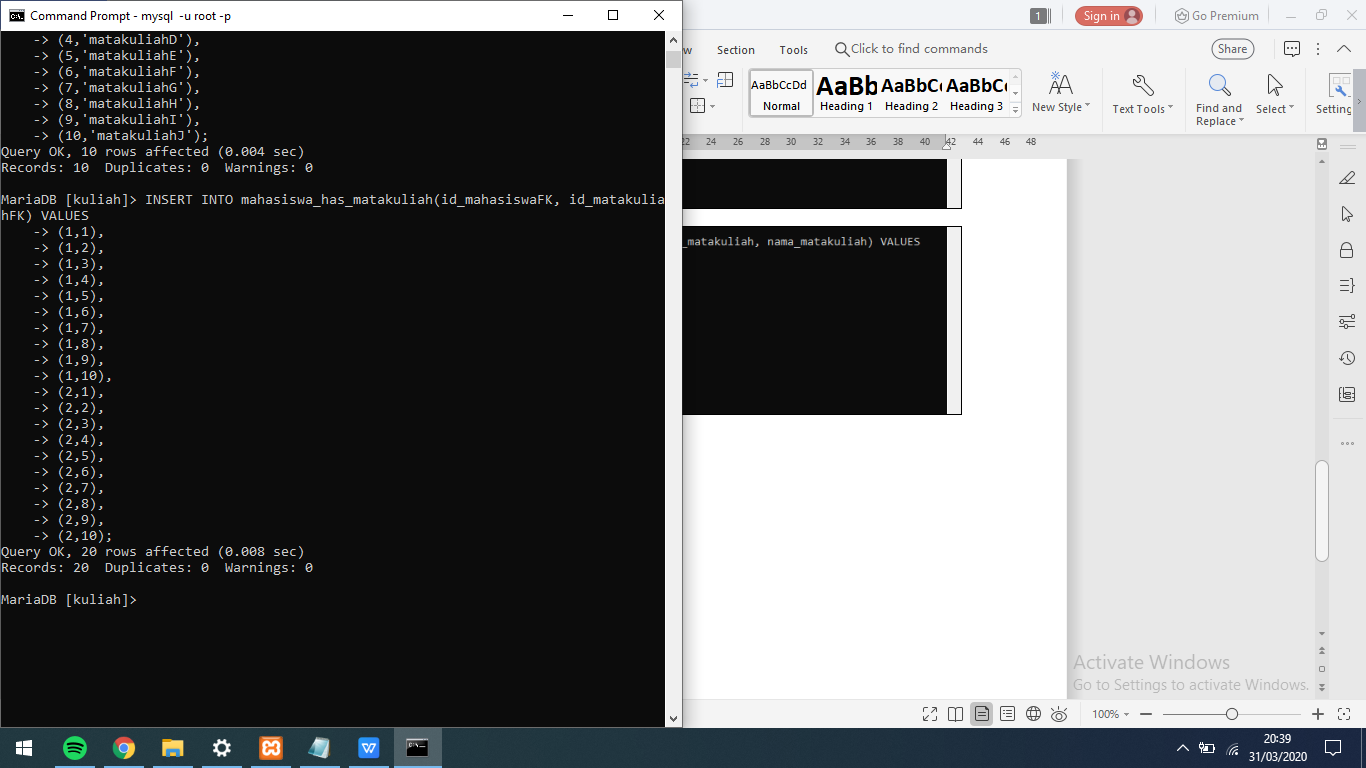 Command Prompt - mysql -u root -p
-> (4,'matakuliahD'),
-> (5,'matakuliahE'),
-> (6,'matakuliahF'),
-> (7,'matakuliahG'),
-> (8,'matakuliahH'),
-> (9,'matakuliahI'),
-> (10,'matakuliahJ');
Query OK, 10 rows affected (0.004 sec)
Records: 10  Duplicates: 0  Warnings: 0
MariaDB [kuliah]> INSERT INTO mahasiswa_has_matakuliah(id_mahasiswaFK, id_matakulia
hFK) VALUES
-> (1,1),
-> (1,2),
-> (1,3),
-> (1,4),
-> (1,5),
-> (1,6),
-> (1,7),
-> (1,8),
-> (1,9),
-> (1,10),
-> (2,1),
-> (2,2),
-> (2,3),
-> (2,4),
-> (2,5),
-> (2,6),
-> (2,7),
-> (2,8),
-> (2,9),
-> (2,10);
Query OK, 20 rows affected (0.008 sec)
Records: 20  Duplicates: 0  Warnings: 0
MariaDB [kuliah]>
1 Sign in Go Premium
w Section Tools Click to find commands Share
AaBbCcDd AaBb AaBbC AaBbC
Normal Heading 1 Heading 2 Heading 3 New Style Text Tools Find and Replace Select Setting
22 24 26 28 30 32 34 36 38 40 42 44 46 48
_matakuliah, nama_matakuliah) VALUES
Activate Windows
Go to Settings to activate Windows.
100%
20:39
31/03/2020